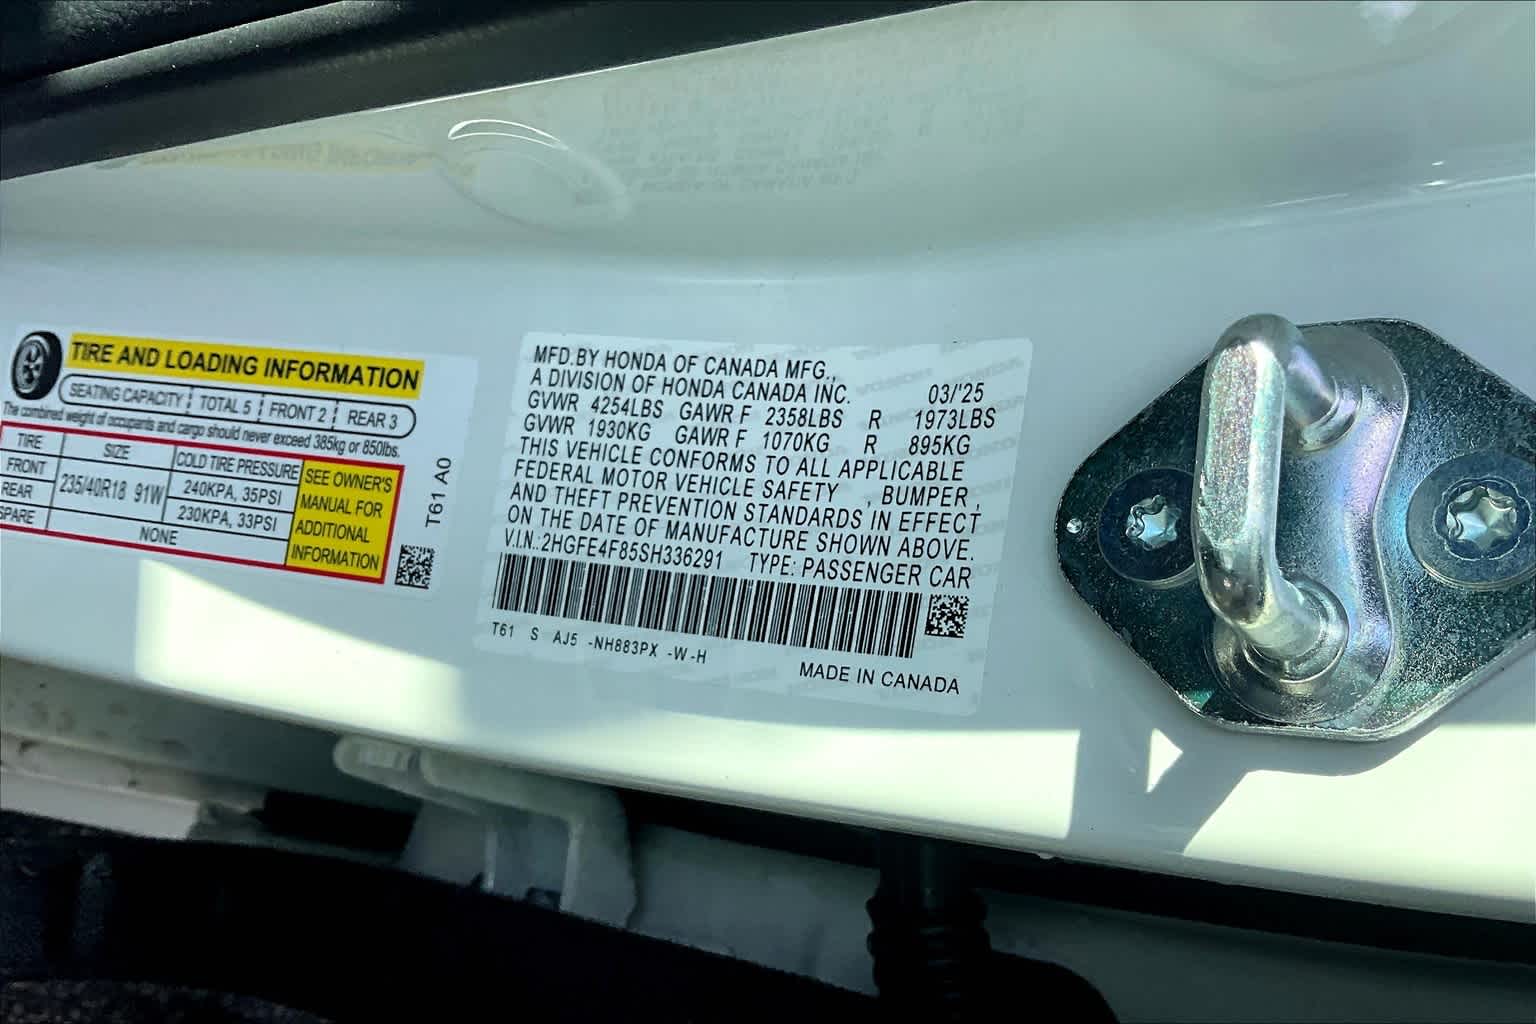 TIRE AND LOADING INFORMATION
SEATING CAPACITY TOTAL 5 FRONT 2 REAR 3
The combined weight of occupants and cargo should never exceed 385kg or 850lbs.
TIRE SIZE COLD TIRE PRESSURE
FRONT 235/40R18 91W 240KPA, 35PSI
REAR 230KPA, 33PSI
SPARE NONE
SEE OWNER'S
MANUAL FOR
ADDITIONAL
INFORMATION
T61 A0
MFD.BY HONDA OF CANADA MFG.,
A DIVISION OF HONDA CANADA INC. 03/'25
GVWR 4254LBS GAWR F 2358LBS R 1973LBS
GVWR 1930KG GAWR F 1070KG R 895KG
THIS VEHICLE CONFORMS TO ALL APPLICABLE
FEDERAL MOTOR VEHICLE SAFETY , BUMPER ,
AND THEFT PREVENTION STANDARDS IN EFFECT
ON THE DATE OF MANUFACTURE SHOWN ABOVE.
V.I.N.:2HGFE4F85SH336291 TYPE: PASSENGER CAR
T61 S AJ5 -NH883PX -W-H
MADE IN CANADA